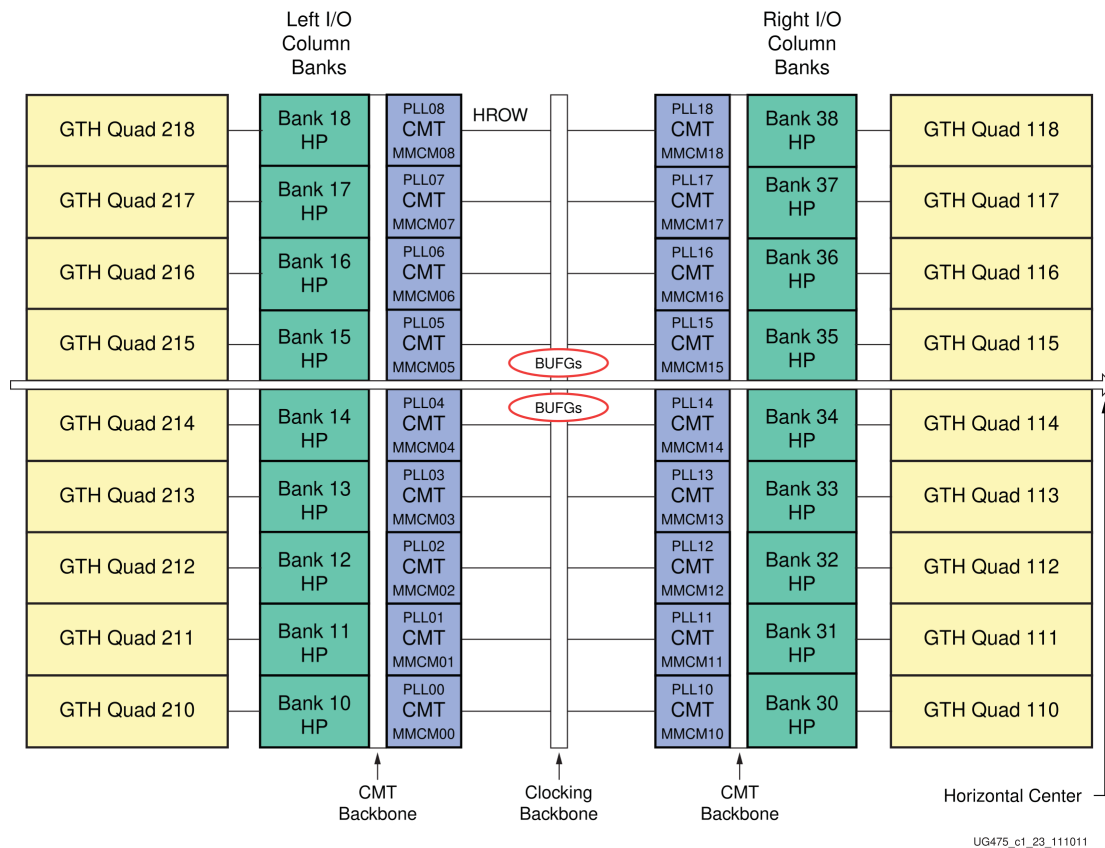 Left I/O
Column
Banks
Right I/O
Column
Banks
GTH Quad 218
Bank 18
HP
PLL08
CMT
MMCM08
HROW
PLL18
CMT
MMCM18
Bank 38
HP
GTH Quad 118
GTH Quad 217
Bank 17
HP
PLL07
CMT
MMCM07
PLL17
CMT
MMCM17
Bank 37
HP
GTH Quad 117
GTH Quad 216
Bank 16
HP
PLL06
CMT
MMCM06
PLL16
CMT
MMCM16
Bank 36
HP
GTH Quad 116
GTH Quad 215
Bank 15
HP
PLL05
CMT
MMCM05
BUFGs
PLL15
CMT
MMCM15
Bank 35
HP
GTH Quad 115
GTH Quad 214
Bank 14
HP
PLL04
CMT
MMCM04
BUFGs
PLL14
CMT
MMCM14
Bank 34
HP
GTH Quad 114
GTH Quad 213
Bank 13
HP
PLL03
CMT
MMCM03
PLL13
CMT
MMCM13
Bank 33
HP
GTH Quad 113
GTH Quad 212
Bank 12
HP
PLL02
CMT
MMCM02
PLL12
CMT
MMCM12
Bank 32
HP
GTH Quad 112
GTH Quad 211
Bank 11
HP
PLL01
CMT
MMCM01
PLL11
CMT
MMCM11
Bank 31
HP
GTH Quad 111
GTH Quad 210
Bank 10
HP
PLL00
CMT
MMCM00
PLL10
CMT
MMCM10
Bank 30
HP
GTH Quad 110
CMT
Backbone
Clocking
Backbone
CMT
Backbone
Horizontal Center
UG475_c1_23_111011